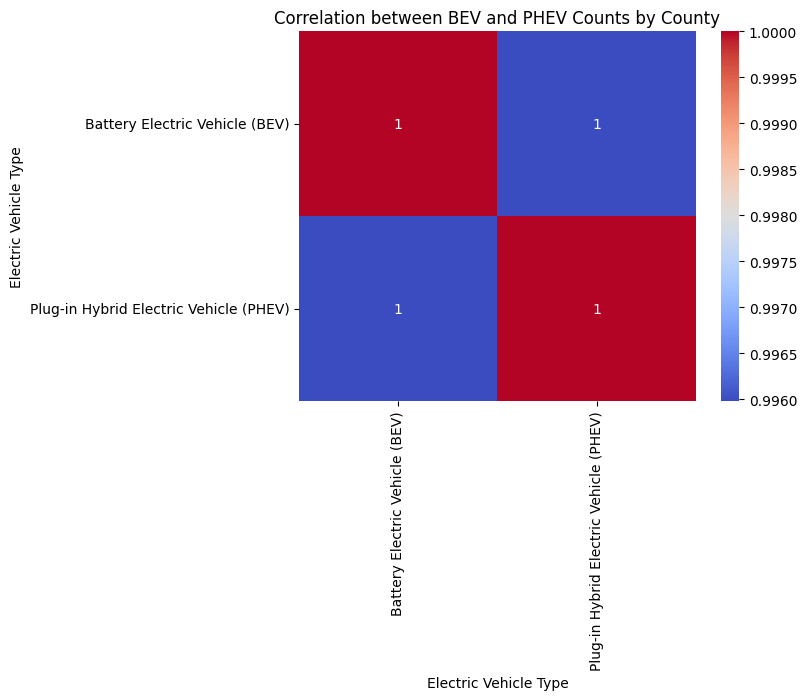 Correlation between BEV and PHEV Counts by County
Electric Vehicle Type
Battery Electric Vehicle (BEV)
Plug-in Hybrid Electric Vehicle (PHEV)
1
1
1
1
Battery Electric Vehicle (BEV)
Plug-in Hybrid Electric Vehicle (PHEV)
Electric Vehicle Type
1.0000
0.9995
0.9990
0.9985
0.9980
0.9975
0.9970
0.9965
0.9960